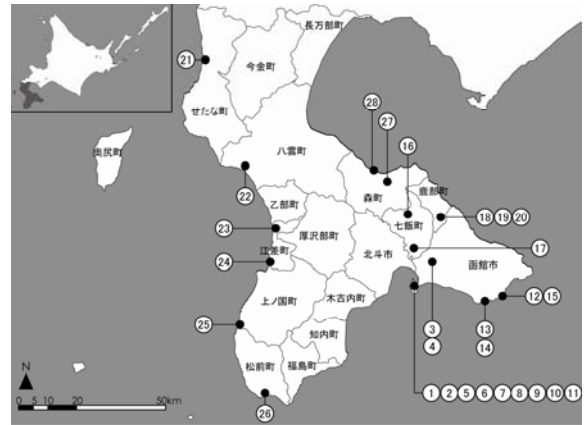 長万部町
21
今金町
せたな町
28
27
八雲町
16
奥尻町
22
森町
鹿部町
乙部町
七飯町
18 19 20
23
厚沢部町
北斗市
17
24
江差町
函館市
上ノ国町
木古内町
12 15
3
4
13
14
25
知内町
N
松前町
福島町
1 2 5 6 7 8 9 10 11
0 5 10 20 50km
26